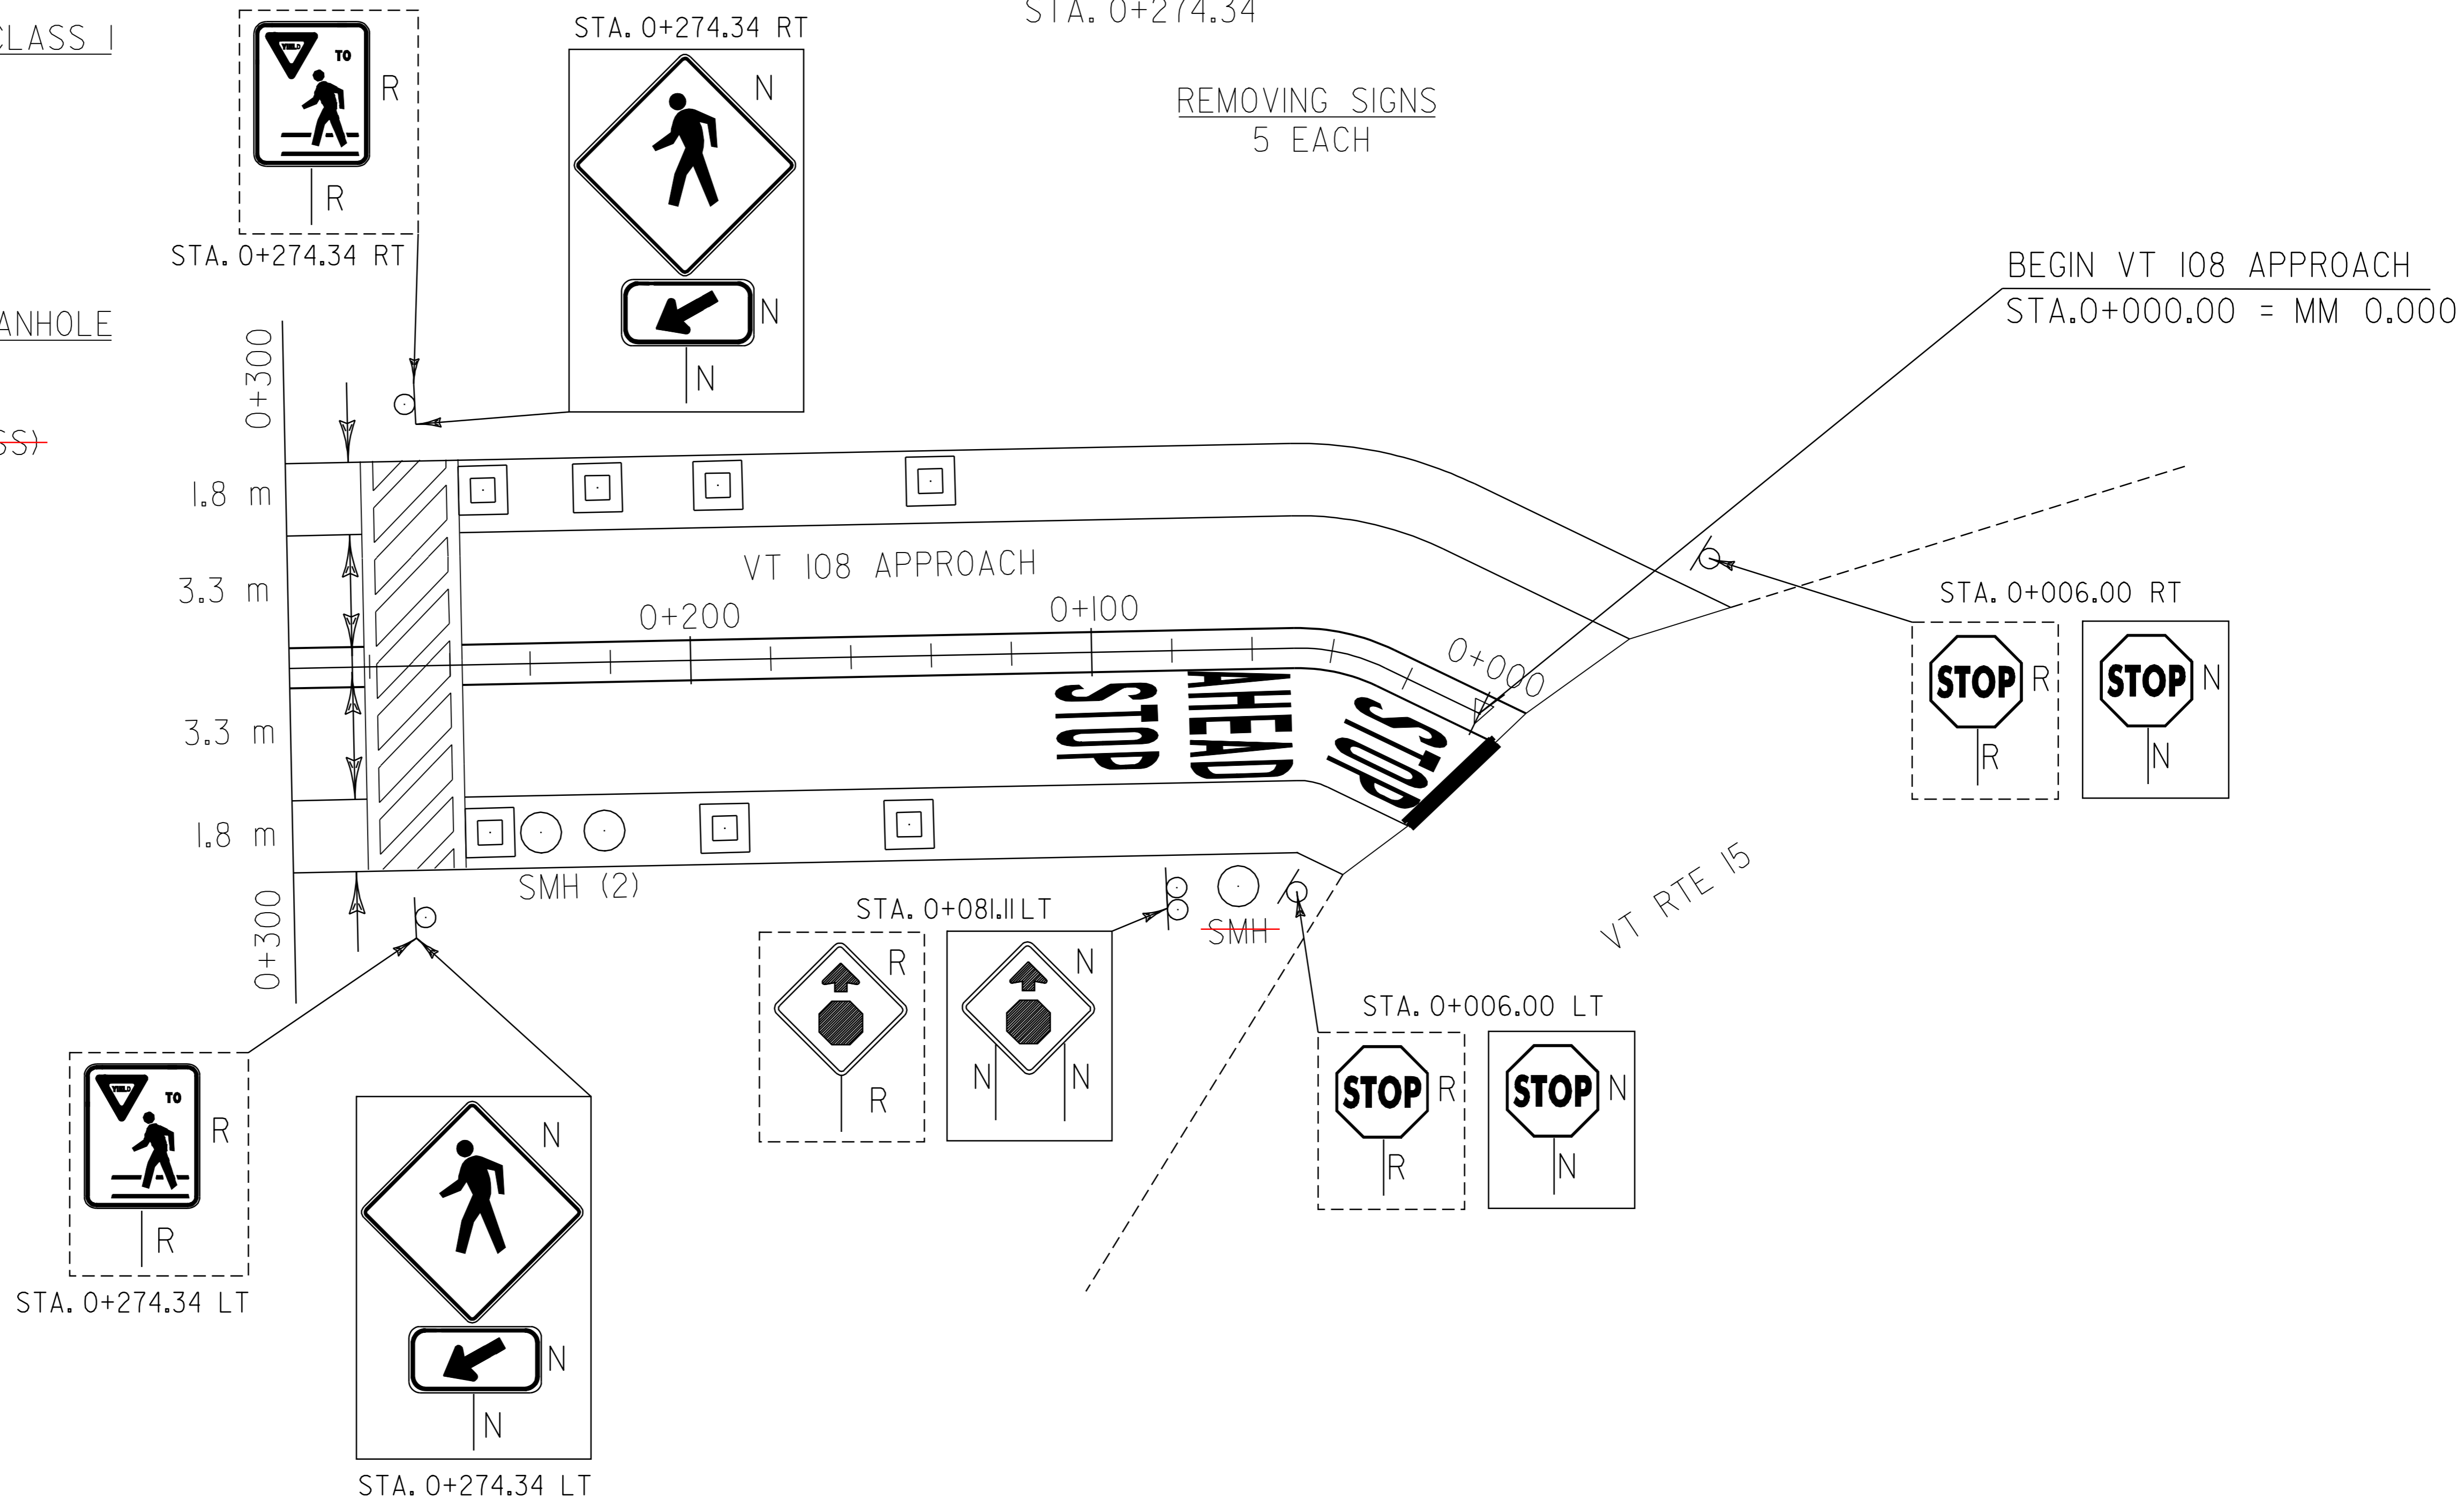 CLASS I
STA. 0+274.34
REMOVING SIGNS
5 EACH
YIELD
TO
R
R
STA. 0+274.34 RT
STA. 0+274.34 RT
N
N
N
BEGIN VT 108 APPROACH
STA.0+000.00 = MM 0.000
ANHOLE
SS)
0+300
1.8 m
3.3 m
3.3 m
1.8 m
0+300
VT 108 APPROACH
0+200
0+100
0+000
STOP
AHEAD
STOP
STA. 0+006.00 RT
STOP
R
R
STOP
N
N
VT RTE 15
SMH (2)
SMH
STA. 0+081.11 LT
R
R
N
N
N
STA. 0+006.00 LT
STOP
R
R
STOP
N
N
YIELD
TO
R
R
STA. 0+274.34 LT
N
N
N
STA. 0+274.34 LT